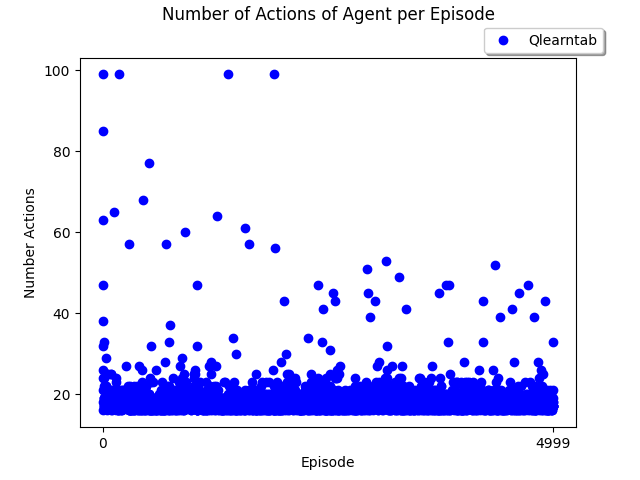 Number of Actions of Agent per Episode
Qlearntab
100
80
60
40
20
Number Actions
0 4999
Episode